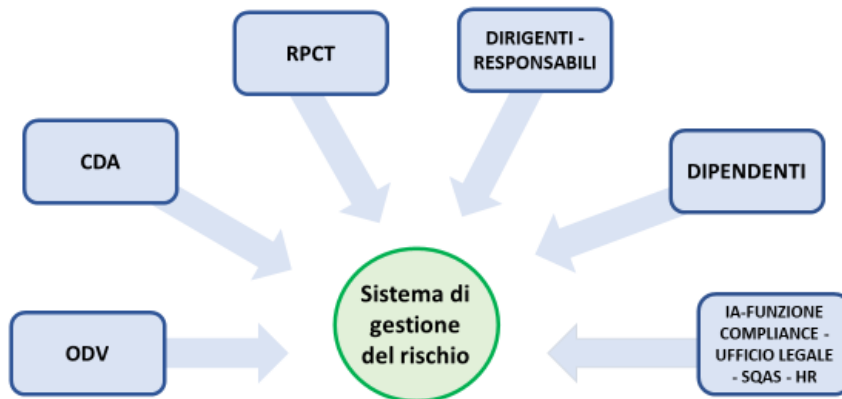 RPCT
DIRIGENTI -
RESPONSABILI
CDA
DIPENDENTI
ODV
Sistema di
gestione
del rischio
IA-FUNZIONE
COMPLIANCE -
UFFICIO LEGALE
- SQAS - HR